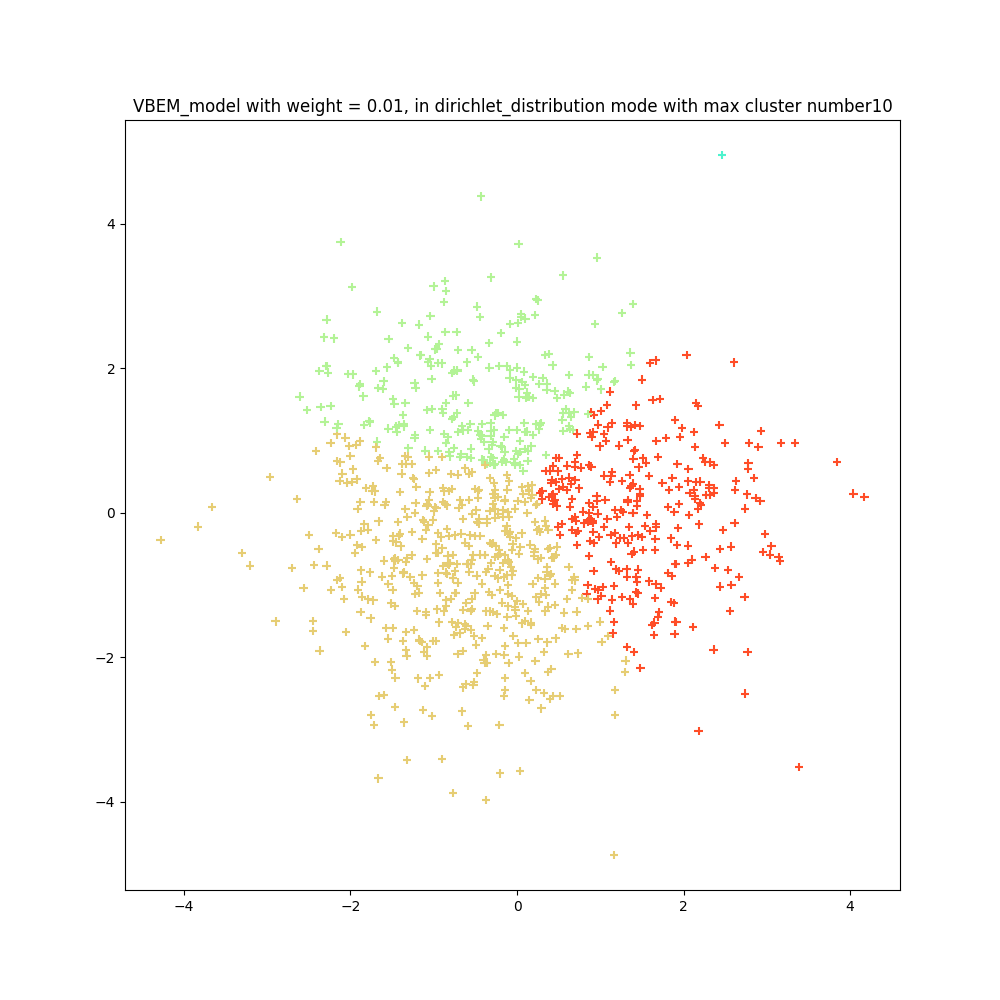 VBEM_model with weight = 0.01, in dirichlet_distribution mode with max cluster number10
4
2
0
−2
−4
−4 −2 0 2 4